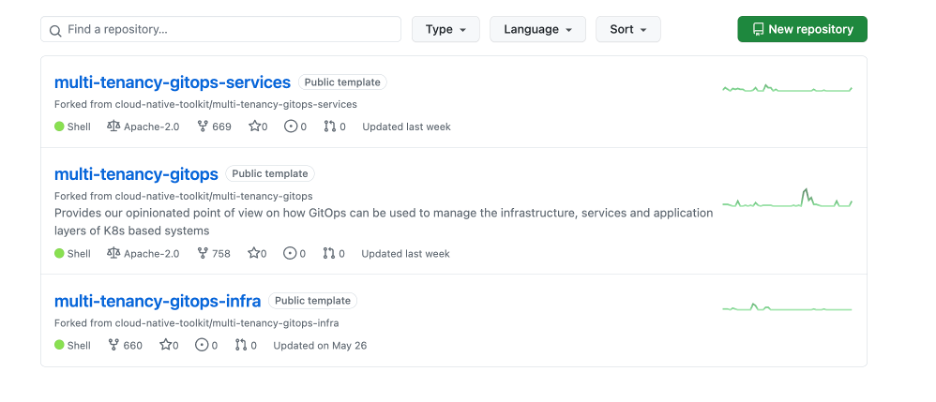 Find a repository...
Type
Language
Sort
New repository
multi-tenancy-gitops-services Public template
Forked from cloud-native-toolkit/multi-tenancy-gitops-services
Shell Apache-2.0 669 0 0 0 Updated last week
multi-tenancy-gitops Public template
Forked from cloud-native-toolkit/multi-tenancy-gitops
Provides our opinionated point of view on how GitOps can be used to manage the infrastructure, services and application
layers of K8s based systems
Shell Apache-2.0 758 0 0 0 Updated last week
multi-tenancy-gitops-infra Public template
Forked from cloud-native-toolkit/multi-tenancy-gitops-infra
Shell 660 0 0 0 Updated on May 26